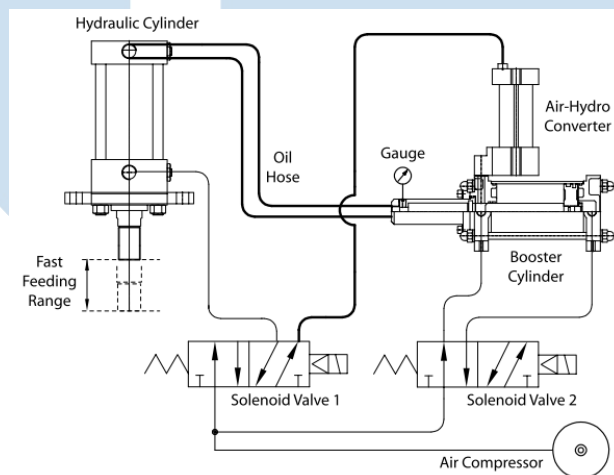 Hydraulic Cylinder
Air-Hydro
Converter
Gauge
Oil
Hose
Booster
Cylinder
Fast
Feeding
Range
Solenoid Valve 1
Solenoid Valve 2
Air Compressor